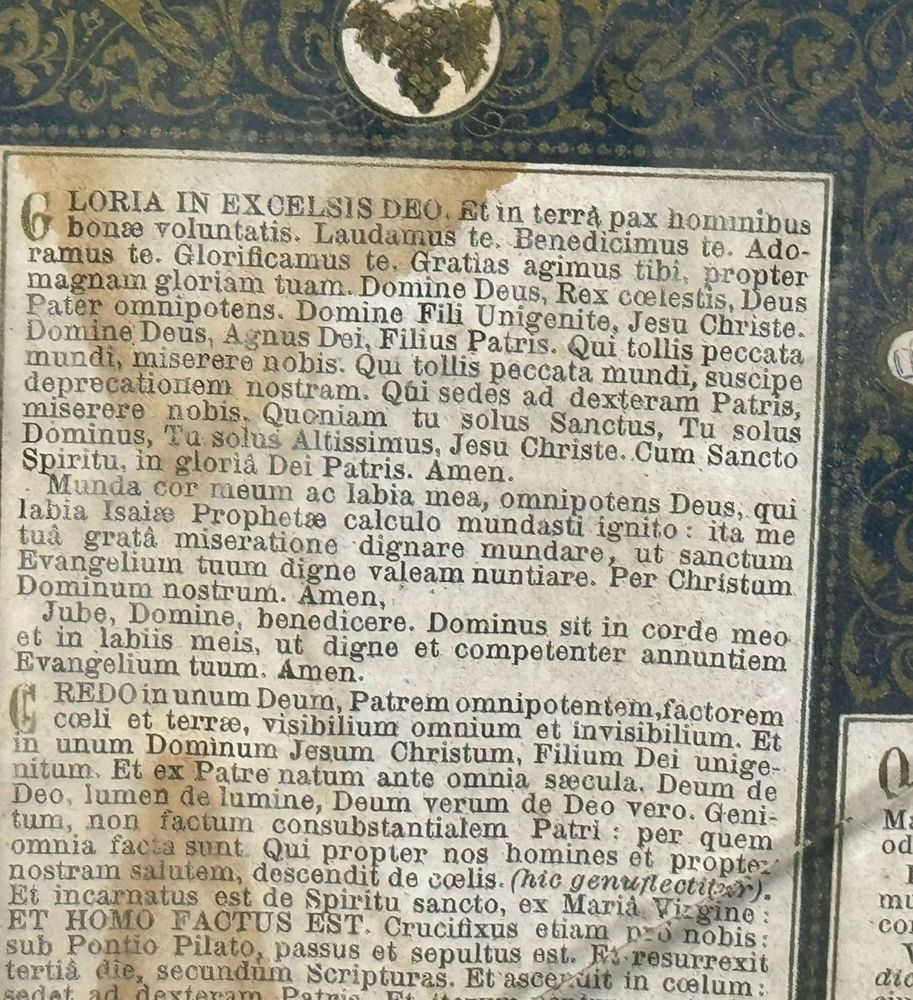 GLORIA IN EXCELSIS DEO. Et in terrâ pax hominibus
bonæ voluntatis. Laudamus te. Benedicimus te. Ado-
ramus te. Glorificamus te. Gratias agimus tibi, propter
magnam gloriam tuam. Domine Deus, Rex cœlestis, Deus
Pater omnipotens. Domine Fili Unigenite, Jesu Christe.
Domine Deus, Agnus Dei, Filius Patris. Qui tollis peccata
mundi, miserere nobis. Qui tollis peccata mundi, suscipe
deprecationem nostram. Qui sedes ad dexteram Patris,
miserere nobis. Quoniam tu solus Sanctus, Tu solus
Dominus, Tu solus Altissimus, Jesu Christe. Cum Sancto
Spiritu, in gloriâ Dei Patris. Amen.
Munda cor meum ac labia mea, omnipotens Deus, qui
labia Isaiæ Prophetæ calculo mundasti ignito : ita me
tuâ gratâ miseratione dignare mundare, ut sanctum
Evangelium tuum digne valeam nuntiare. Per Christum
Dominum nostrum. Amen,
Jube, Domine, benedicere. Dominus sit in corde meo
et in labiis meis, ut digne et competenter annuntiem
Evangelium tuum. Amen.
CREDO in unum Deum, Patrem omnipotentem, factorem
cœli et terræ, visibilium omnium et invisibilium. Et
in unum Dominum Jesum Christum, Filium Dei unige-
nitum. Et ex Patre natum ante omnia sæcula. Deum de
Deo, lumen de lumine, Deum verum de Deo vero. Geni-
tum, non factum consubstantialem Patri : per quem
omnia facta sunt. Qui propter nos homines et propter
nostram salutem, descendit de cœlis. (hic genuflectitur).
Et incarnatus est de Spiritu sancto, ex Mariâ Virgine :
ET HOMO FACTUS EST. Crucifixus etiam pro nobis :
sub Pontio Pilato, passus et sepultus est. Et resurrexit
tertiâ die, secundum Scripturas. Et ascendit in cœlum :
sedet ad dexteram Patris. Et iterum